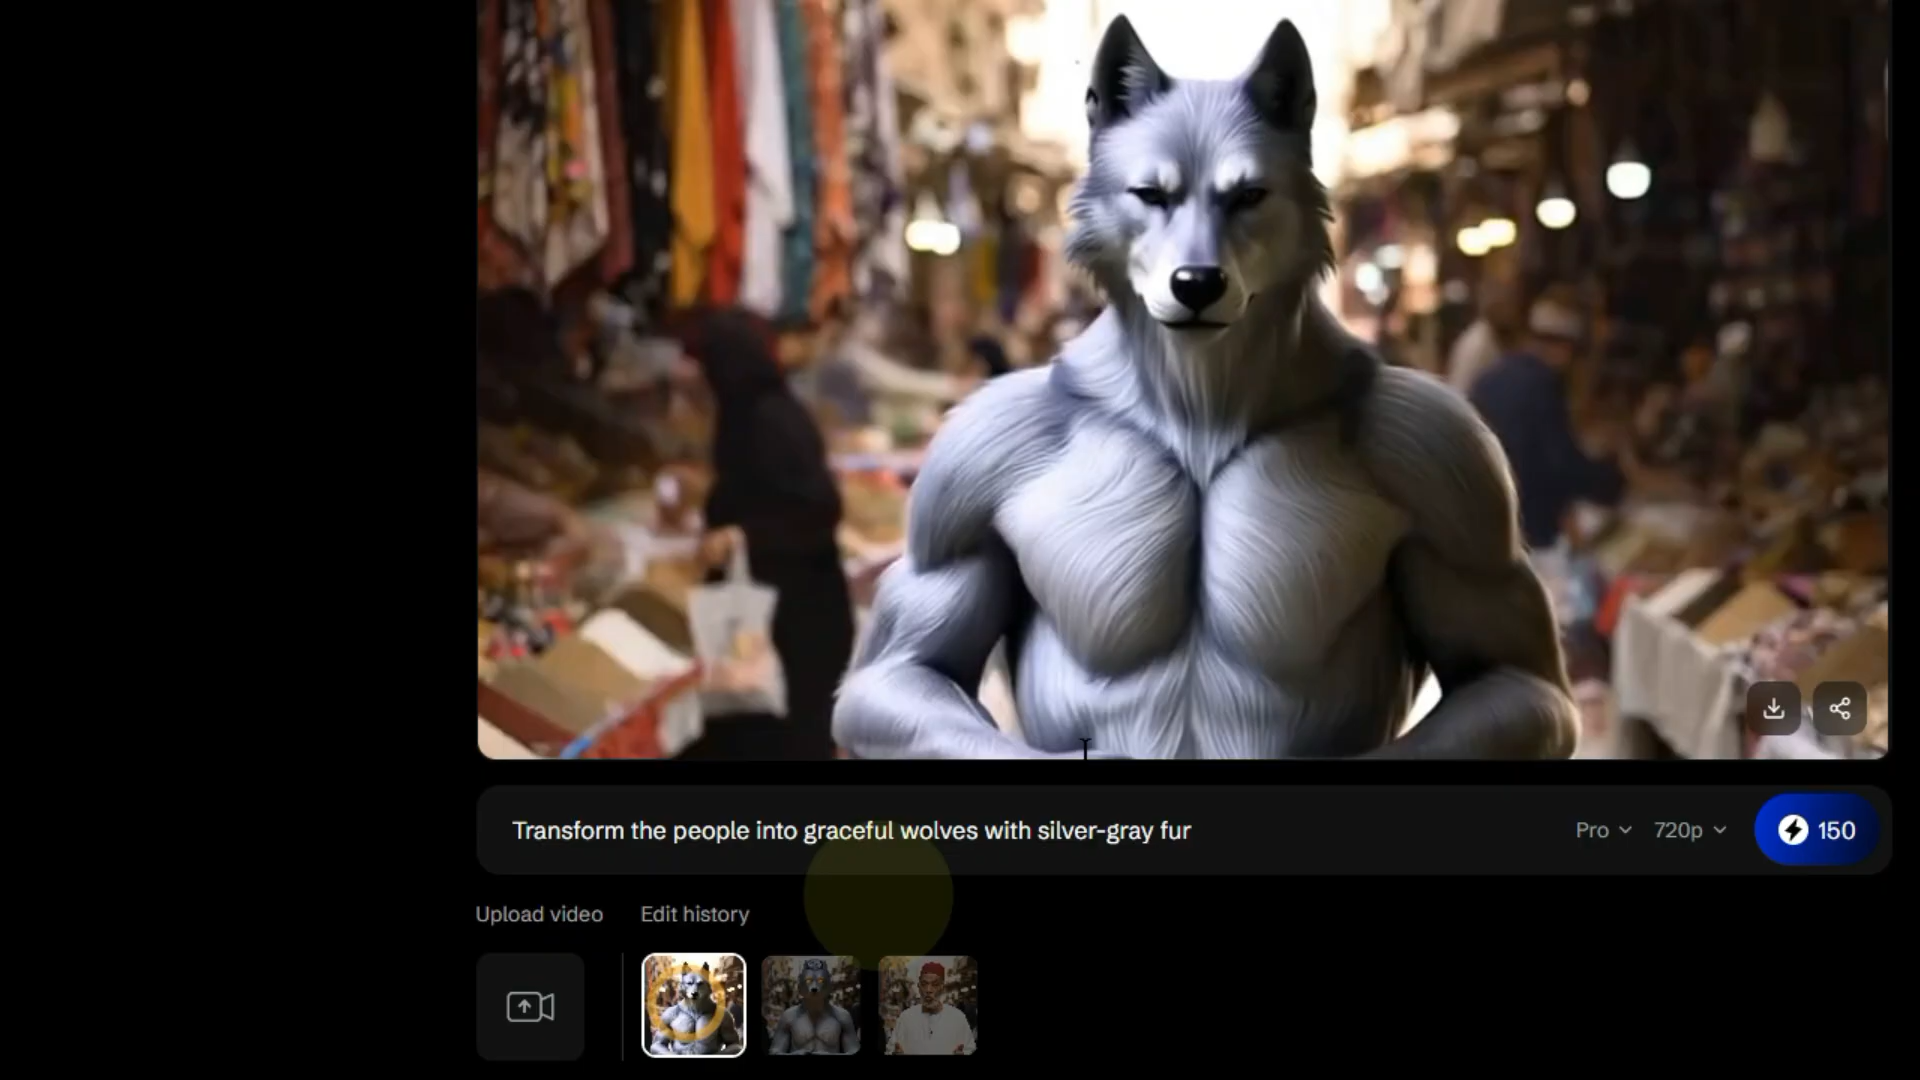 Transform the people into graceful wolves with silver-gray fur
Pro 720p 150
Upload video Edit history